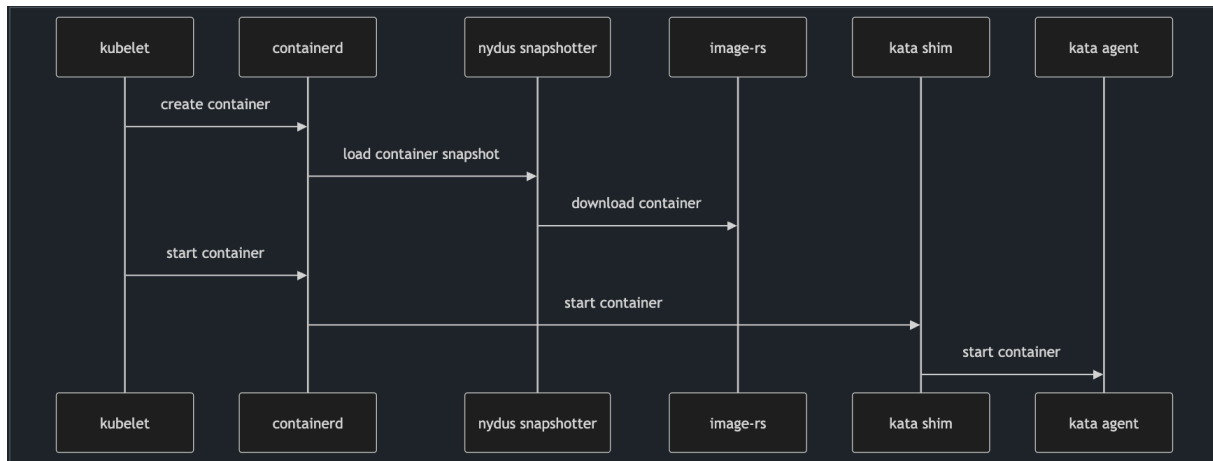 kubelet
containerd
nydus snapshotter
image-rs
kata shim
kata agent
create container
load container snapshot
download container
start container
start container
start container
kubelet
containerd
nydus snapshotter
image-rs
kata shim
kata agent